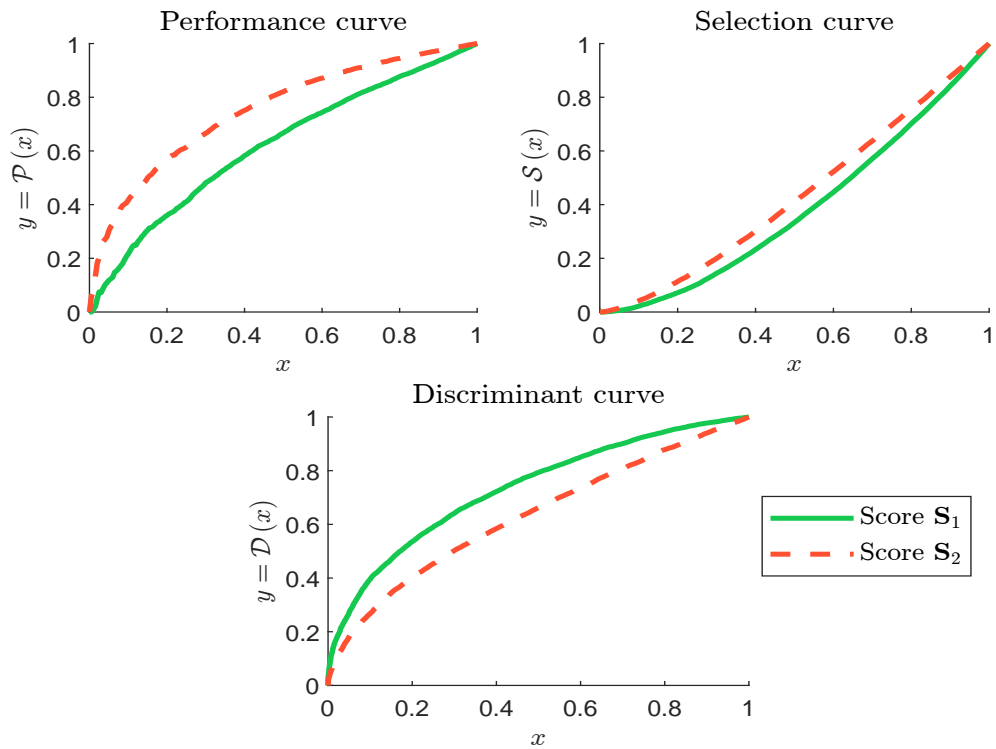 Performance curve
1
0.8
0.6
0.4
0.2
0
y = P (x)
0 0.2 0.4 0.6 0.8 1
x
Selection curve
1
0.8
0.6
0.4
0.2
0
y = S (x)
0 0.2 0.4 0.6 0.8 1
x
Discriminant curve
1
0.8
0.6
0.4
0.2
0
y = D (x)
0 0.2 0.4 0.6 0.8 1
x
Score S₁
Score S₂